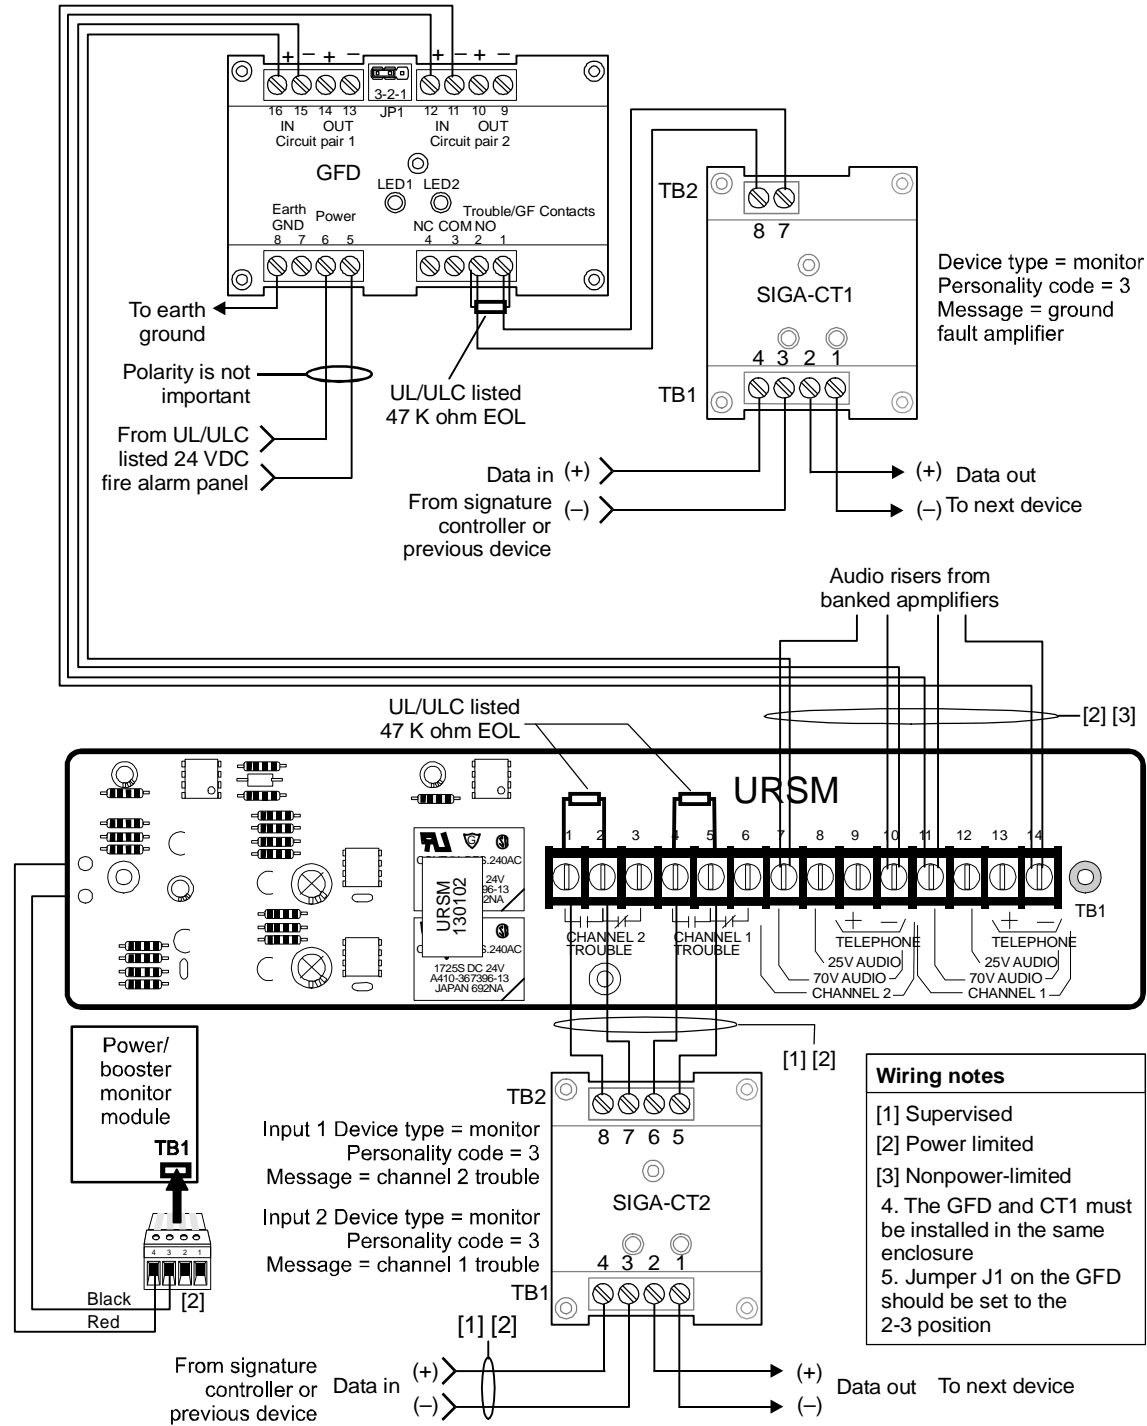 + − + −
+ − + −
3-2-1
JP1
16 15 14 13
IN OUT
Circuit pair 1
12 11 10 9
IN OUT
Circuit pair 2
GFD
LED1 LED2
Earth
GND
Power
8 7 6 5
Trouble/GF Contacts
NC COM NO
4 3 2 1
To earth
ground
Polarity is not
important
From UL/ULC
listed 24 VDC
fire alarm panel
UL/ULC listed
47 K ohm EOL
TB2
8 7
SIGA-CT1
4 3 2 1
TB1
Device type = monitor
Personality code = 3
Message = ground
fault amplifier
Data in (+)
From signature
controller or
previous device
(–)
(+) Data out
(–) To next device
Audio risers from
banked apmplifiers
[2] [3]
UL/ULC listed
47 K ohm EOL
URSM
1 2 3 4 5 6 7 8 9 10 11 12 13 14
TB1
S.240AC
24V
96-13
2NA
URSM
130102
S.240AC
1725S DC 24V
A410-367396-13
JAPAN 692NA
CHANNEL 2
TROUBLE
CHANNEL 1
TROUBLE
+ −
TELEPHONE
25V AUDIO
70V AUDIO
CHANNEL 2
+ −
TELEPHONE
25V AUDIO
70V AUDIO
CHANNEL 1
[1] [2]
Power/
booster
monitor
module
TB1
4 3 2 1
Black
Red
[2]
TB2
8 7 6 5
Input 1 Device type = monitor
Personality code = 3
Message = channel 2 trouble
Input 2 Device type = monitor
Personality code = 3
Message = channel 1 trouble
SIGA-CT2
4 3 2 1
TB1
[1] [2]
From signature
controller or
previous device
Data in
(+)
(–)
(+)
(–)
Data out To next device
Wiring notes
[1] Supervised
[2] Power limited
[3] Nonpower-limited
4. The GFD and CT1 must
be installed in the same
enclosure
5. Jumper J1 on the GFD
should be set to the
2-3 position